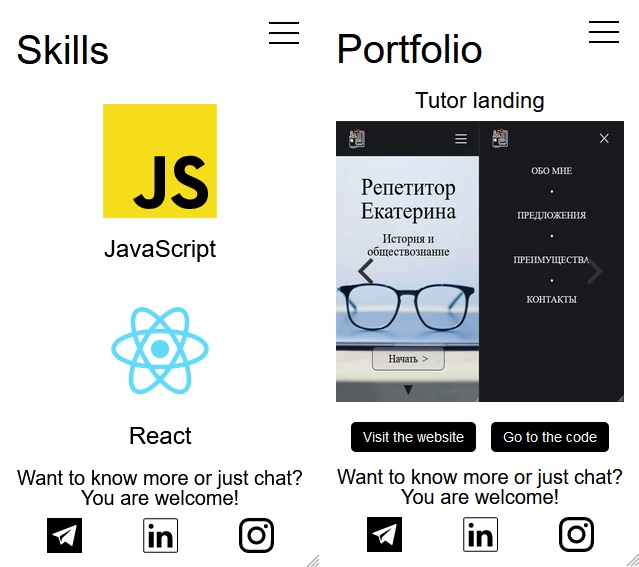 Skills
JS
JavaScript
React
Want to know more or just chat?
You are welcome!
in
Portfolio
Tutor landing
Репетитор
Екатерина
История и
обществознание
Начать >
ОБО МНЕ
ПРЕДЛОЖЕНИЯ
ПРЕИМУЩЕСТВА
КОНТАКТЫ
Visit the website
Go to the code
Want to know more or just chat?
You are welcome!
in